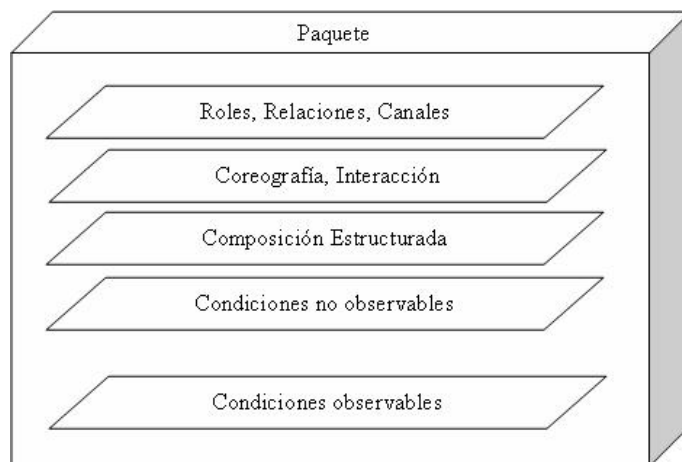 Paquete
Roles, Relaciones, Canales
Coreografía, Interacción
Composición Estructurada
Condiciones no observables
Condiciones observables